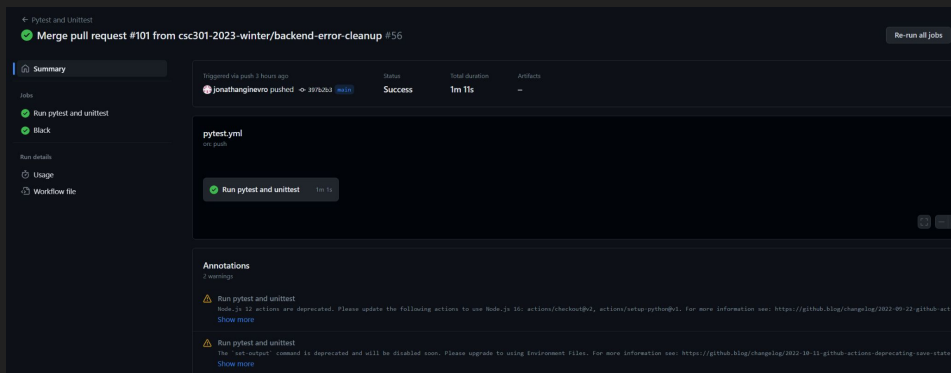 ← Pytest and Unittest
Merge pull request #101 from csc301-2023-winter/backend-error-cleanup #56
Re-run all jobs
Summary
Jobs
Run pytest and unittest
Black
Run details
Usage
Workflow file
Triggered via push 3 hours ago
Status
Total duration
Artifacts
jonathanginevro pushed 397b2b3 main
Success
1m 11s
–
pytest.yml
on: push
Run pytest and unittest 1m 1s
Annotations
2 warnings
Run pytest and unittest
Node.js 12 actions are deprecated. Please update the following actions to use Node.js 16: actions/checkout@v2, actions/setup-python@v1. For more information see: https://github.blog/changelog/2022-09-22-github-act
Show more
Run pytest and unittest
The `set-output` command is deprecated and will be disabled soon. Please upgrade to using Environment Files. For more information see: https://github.blog/changelog/2022-10-11-github-actions-deprecating-save-state
Show more